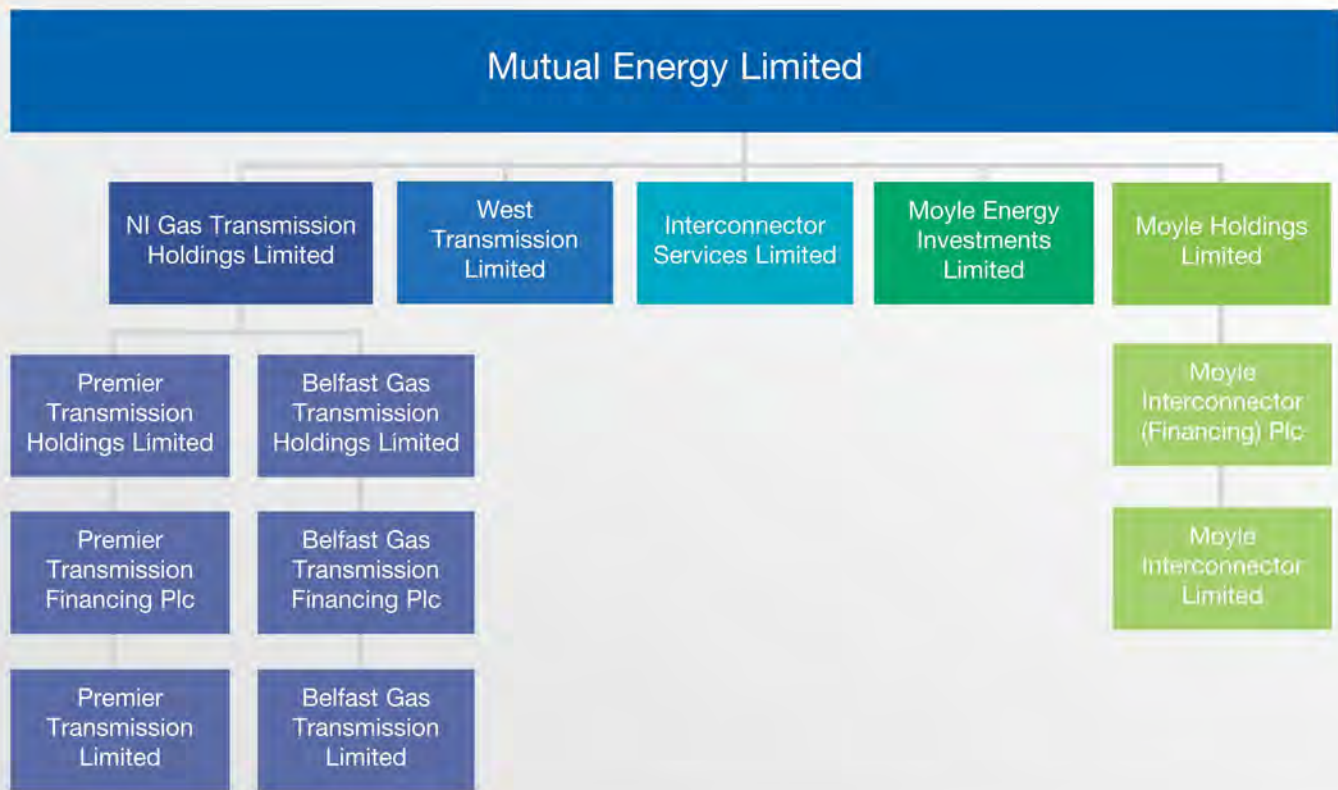 Mutual Energy Limited
NI Gas Transmission
Holdings Limited
West
Transmission
Limited
Interconnector
Services Limited
Moyle Energy
Investments
Limited
Moyle Holdings
Limited
Premier
Transmission
Holdings Limited
Belfast Gas
Transmission
Holdings Limited
Moyle
Interconnector
(Financing) Plc
Premier
Transmission
Financing Plc
Belfast Gas
Transmission
Financing Plc
Moyle
Interconnector
Limited
Premier
Transmission
Limited
Belfast Gas
Transmission
Limited